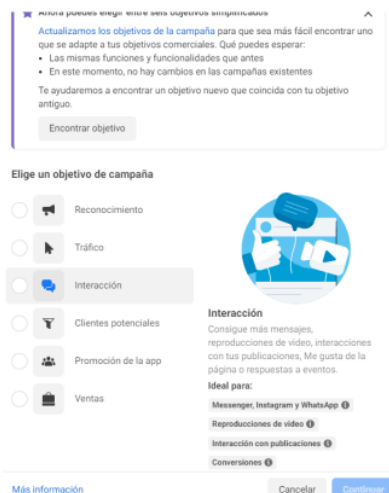 Ahora puedes elegir entre seis objetivos simplificados
Actualizamos los objetivos de la campaña para que sea más fácil encontrar uno
que se adapte a tus objetivos comerciales. Qué puedes esperar:
• Las mismas funciones y funcionalidades que antes
• En este momento, no hay cambios en las campañas existentes
Te ayudaremos a encontrar un objetivo nuevo que coincida con tu objetivo
antiguo.
Encontrar objetivo
Elige un objetivo de campaña
Reconocimiento
Tráfico
Interacción
Clientes potenciales
Promoción de la app
Ventas
Interacción
Consigue más mensajes,
reproducciones de video, interacciones
con tus publicaciones, Me gusta de la
página o respuestas a eventos.
Ideal para:
Messenger, Instagram y WhatsApp
Reproducciones de video
Interacción con publicaciones
Conversiones
Más información
Cancelar
Continuar